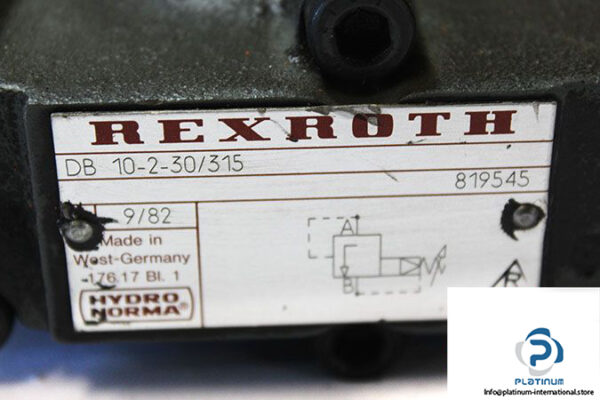 REXROTH
DB 10-2-30/315
819545
9/82
Made in
West-Germany
-176.17 Bl. 1
HYDRO
NORMA®
A
B
PLATINUM
Info@platinum-international.store